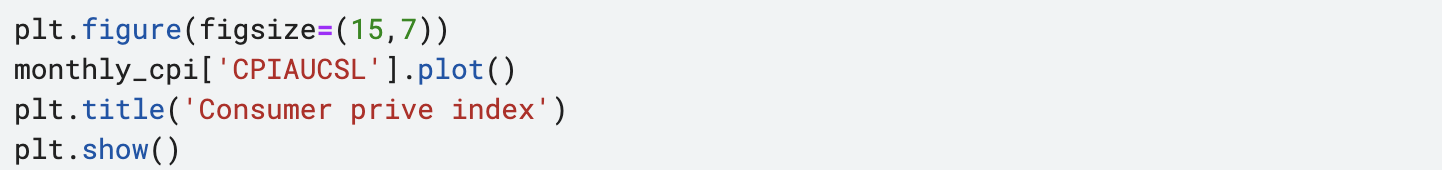 plt.figure(figsize=(15,7))
monthly_cpi['CPIAUCSL'].plot()
plt.title('Consumer prive index')
plt.show()